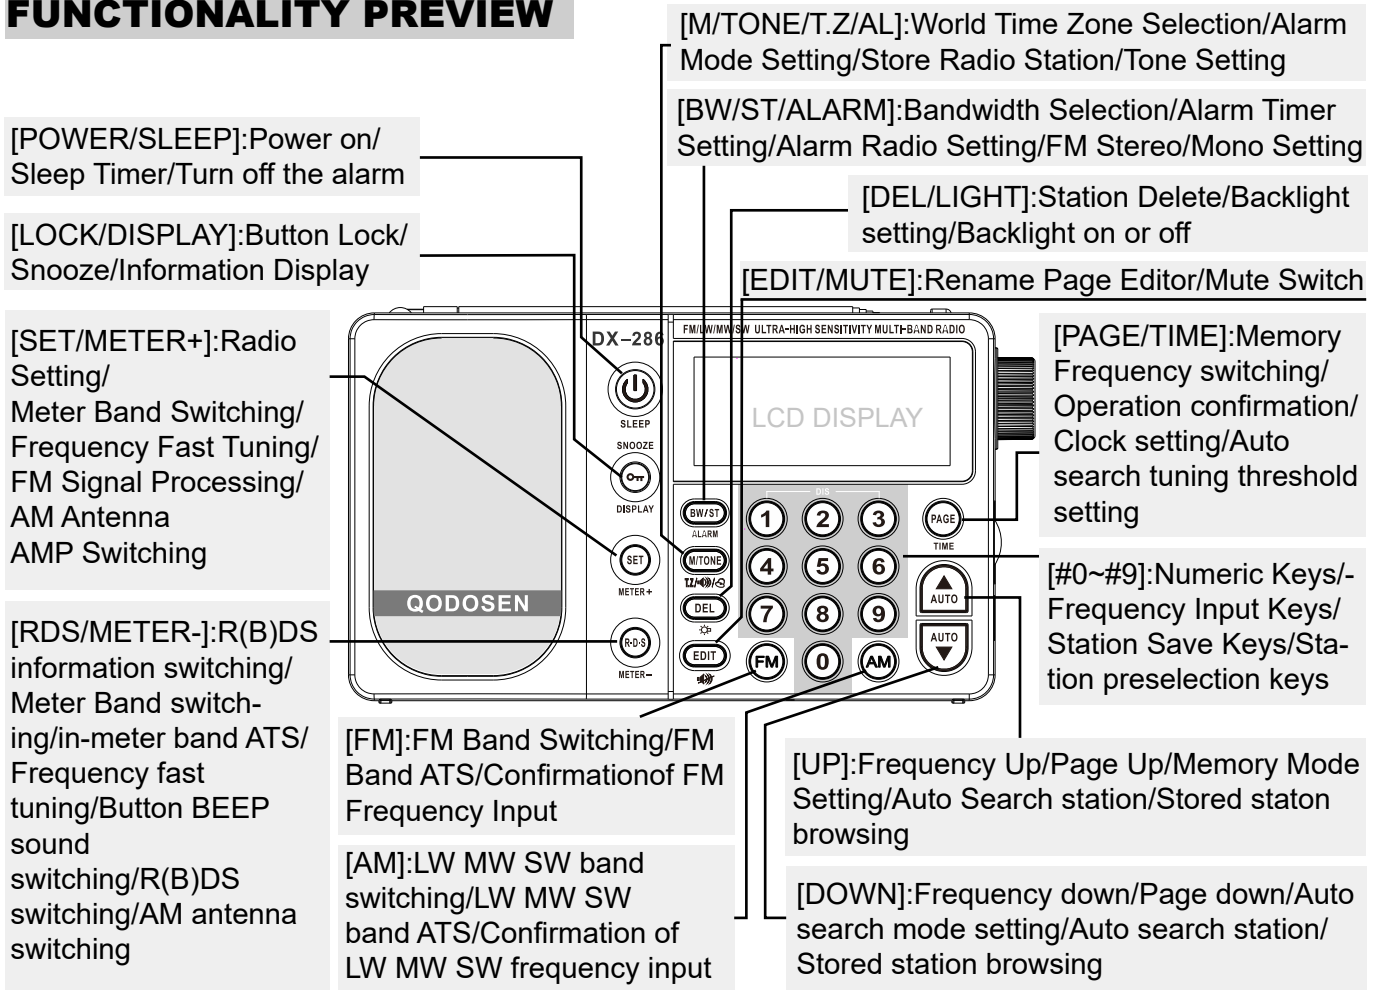 FUNCTIONALITY PREVIEW
[M/TONE/T.Z/AL]:World Time Zone Selection/Alarm
Mode Setting/Store Radio Station/Tone Setting
[BW/ST/ALARM]:Bandwidth Selection/Alarm Timer
Setting/Alarm Radio Setting/FM Stereo/Mono Setting
[POWER/SLEEP]:Power on/
Sleep Timer/Turn off the alarm
[DEL/LIGHT]:Station Delete/Backlight
setting/Backlight on or off
[LOCK/DISPLAY]:Button Lock/
Snooze/Information Display
[EDIT/MUTE]:Rename Page Editor/Mute Switch
[SET/METER+]:Radio
Setting/
Meter Band Switching/
Frequency Fast Tuning/
FM Signal Processing/
AM Antenna
AMP Switching
[RDS/METER-]:R(B)DS
information switching/
Meter Band switch-
ing/in-meter band ATS/
Frequency fast
tuning/Button BEEP
sound
switching/R(B)DS
switching/AM antenna
switching
QODOSEN
DX-286
SLEEP
SNOOZE
DISPLAY
SET
METER+
R·D·S
METER-
FM/LW/MW/SW ULTRA-HIGH SENSITIVITY MULTI-BAND RADIO
LCD DISPLAY
DIS
BW/ST
ALARM
1
2
3
PAGE
TIME
M/TONE
4
5
6
AUTO
DEL
7
8
9
AUTO
EDIT
FM
0
AM
[PAGE/TIME]:Memory
Frequency switching/
Operation confirmation/
Clock setting/Auto
search tuning threshold
setting
[#0~#9]:Numeric Keys/-
Frequency Input Keys/
Station Save Keys/Sta-
tion preselection keys
[FM]:FM Band Switching/FM
Band ATS/Confirmationof FM
Frequency Input
[AM]:LW MW SW band
switching/LW MW SW
band ATS/Confirmation of
LW MW SW frequency input
[UP]:Frequency Up/Page Up/Memory Mode
Setting/Auto Search station/Stored staton
browsing
[DOWN]:Frequency down/Page down/Auto
search mode setting/Auto search station/
Stored station browsing